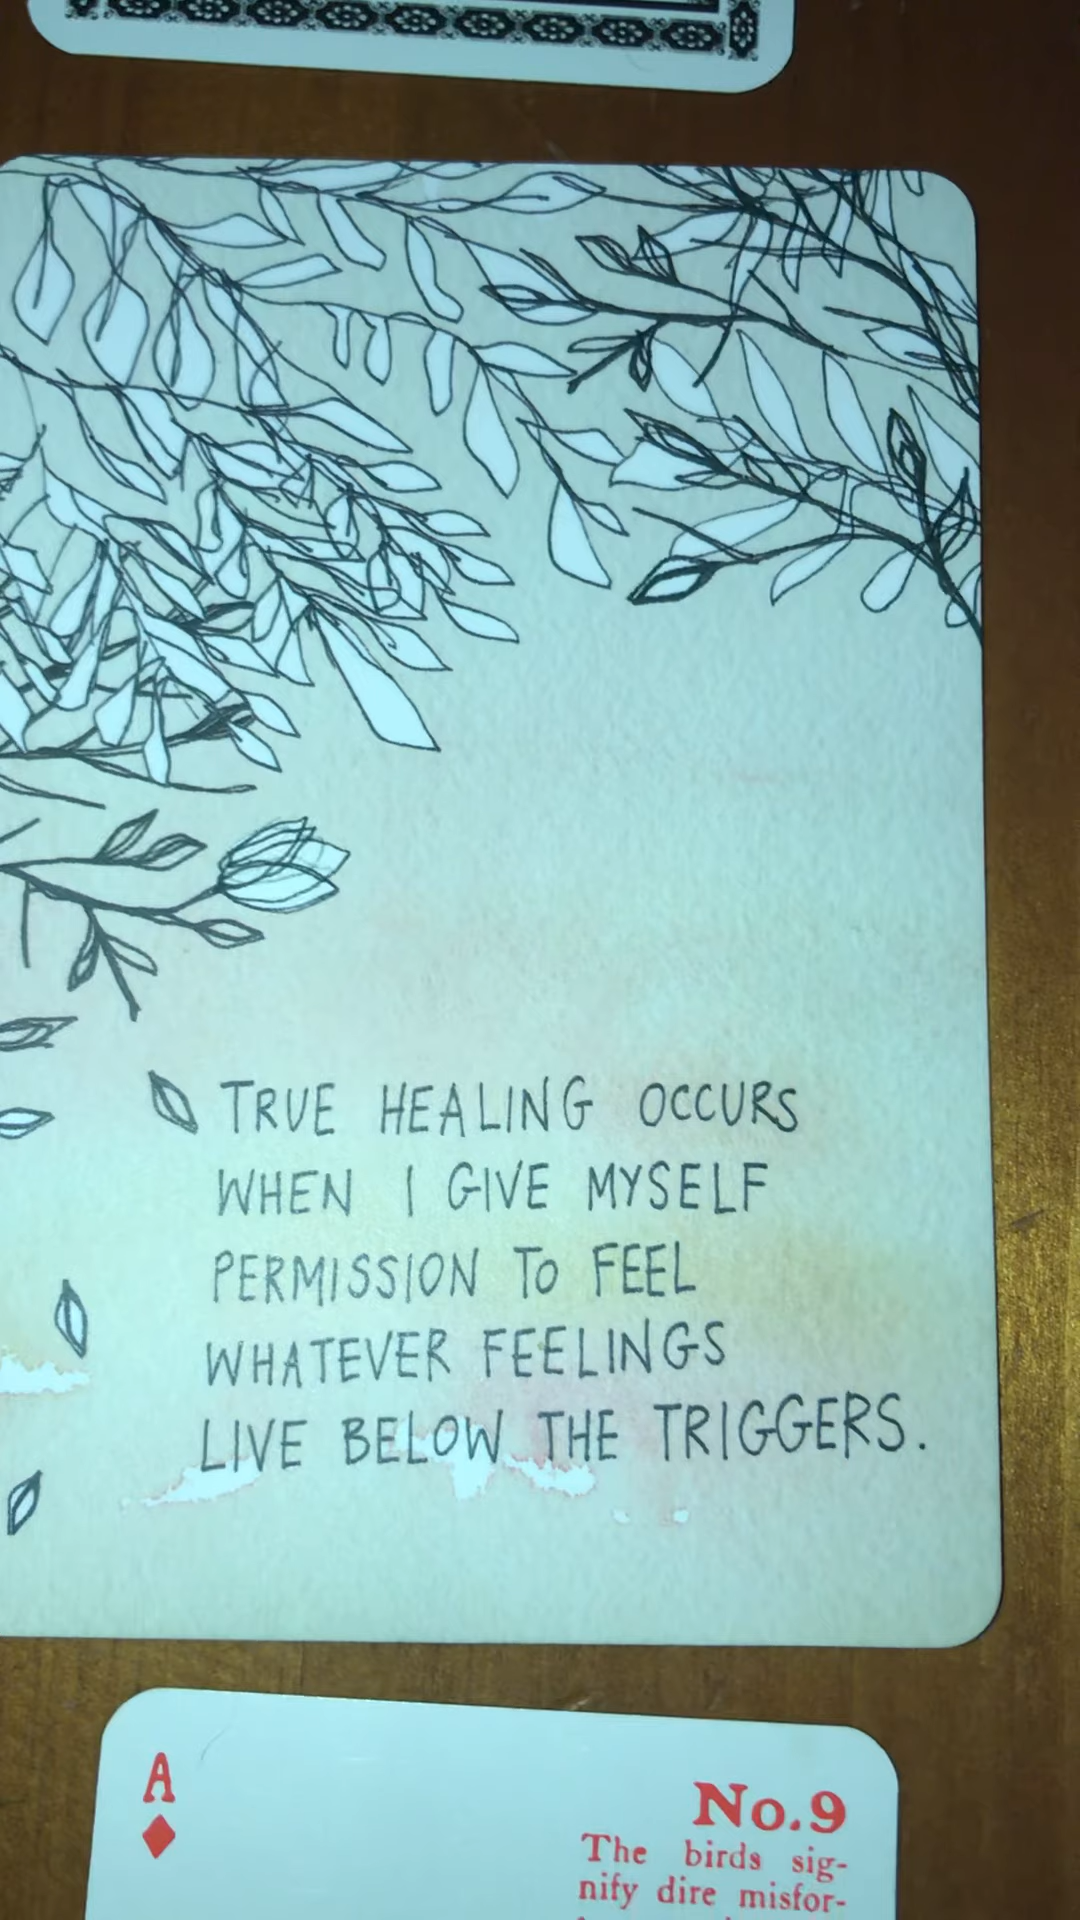 TRUE HEALING OCCURS
WHEN I GIVE MYSELF
PERMISSION TO FEEL
WHATEVER FEELINGS
LIVE BELOW THE TRIGGERS.
A
No.9
The birds sig-
nify dire misfor-